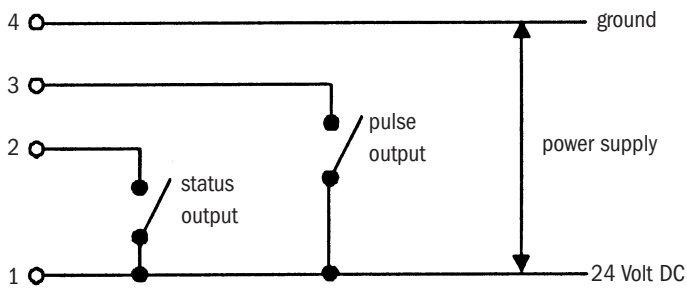 4
ground
3
pulse
output
2
power supply
status
output
1
24 Volt DC